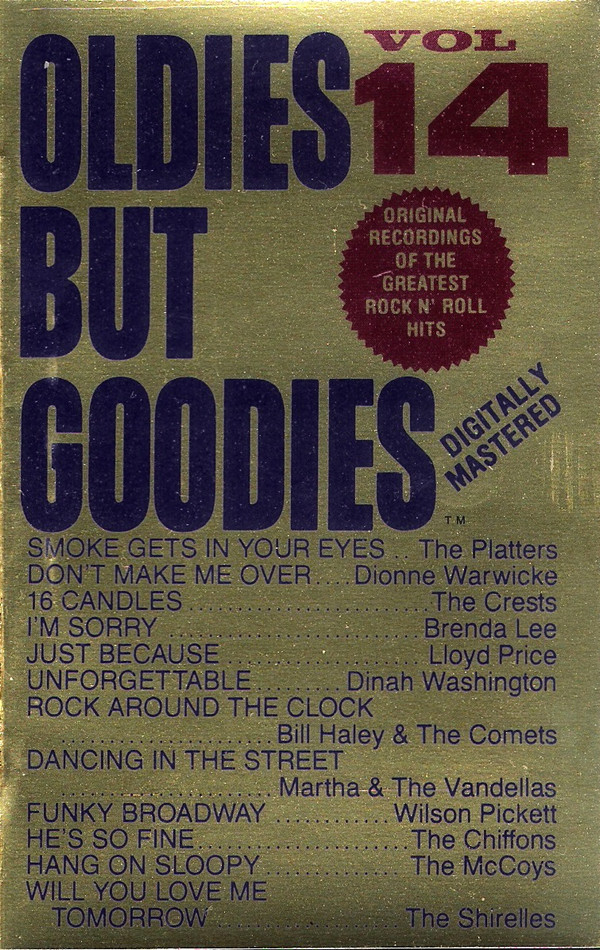 OLDIES
VOL
14
BUT
GOODIES
ORIGINAL
RECORDINGS
OF THE
GREATEST
ROCK N' ROLL
HITS
DIGITALLY
MASTERED
TM
SMOKE GETS IN YOUR EYES .. The Platters
DON'T MAKE ME OVER .... Dionne Warwicke
16 CANDLES ........................ The Crests
I'M SORRY ......................... Brenda Lee
JUST BECAUSE .................... Lloyd Price
UNFORGETTABLE ......... Dinah Washington
ROCK AROUND THE CLOCK
..................... Bill Haley & The Comets
DANCING IN THE STREET
..................... Martha & The Vandellas
FUNKY BROADWAY ............ Wilson Pickett
HE'S SO FINE ..................... The Chiffons
HANG ON SLOOPY .............. The McCoys
WILL YOU LOVE ME
TOMORROW ................... The Shirelles